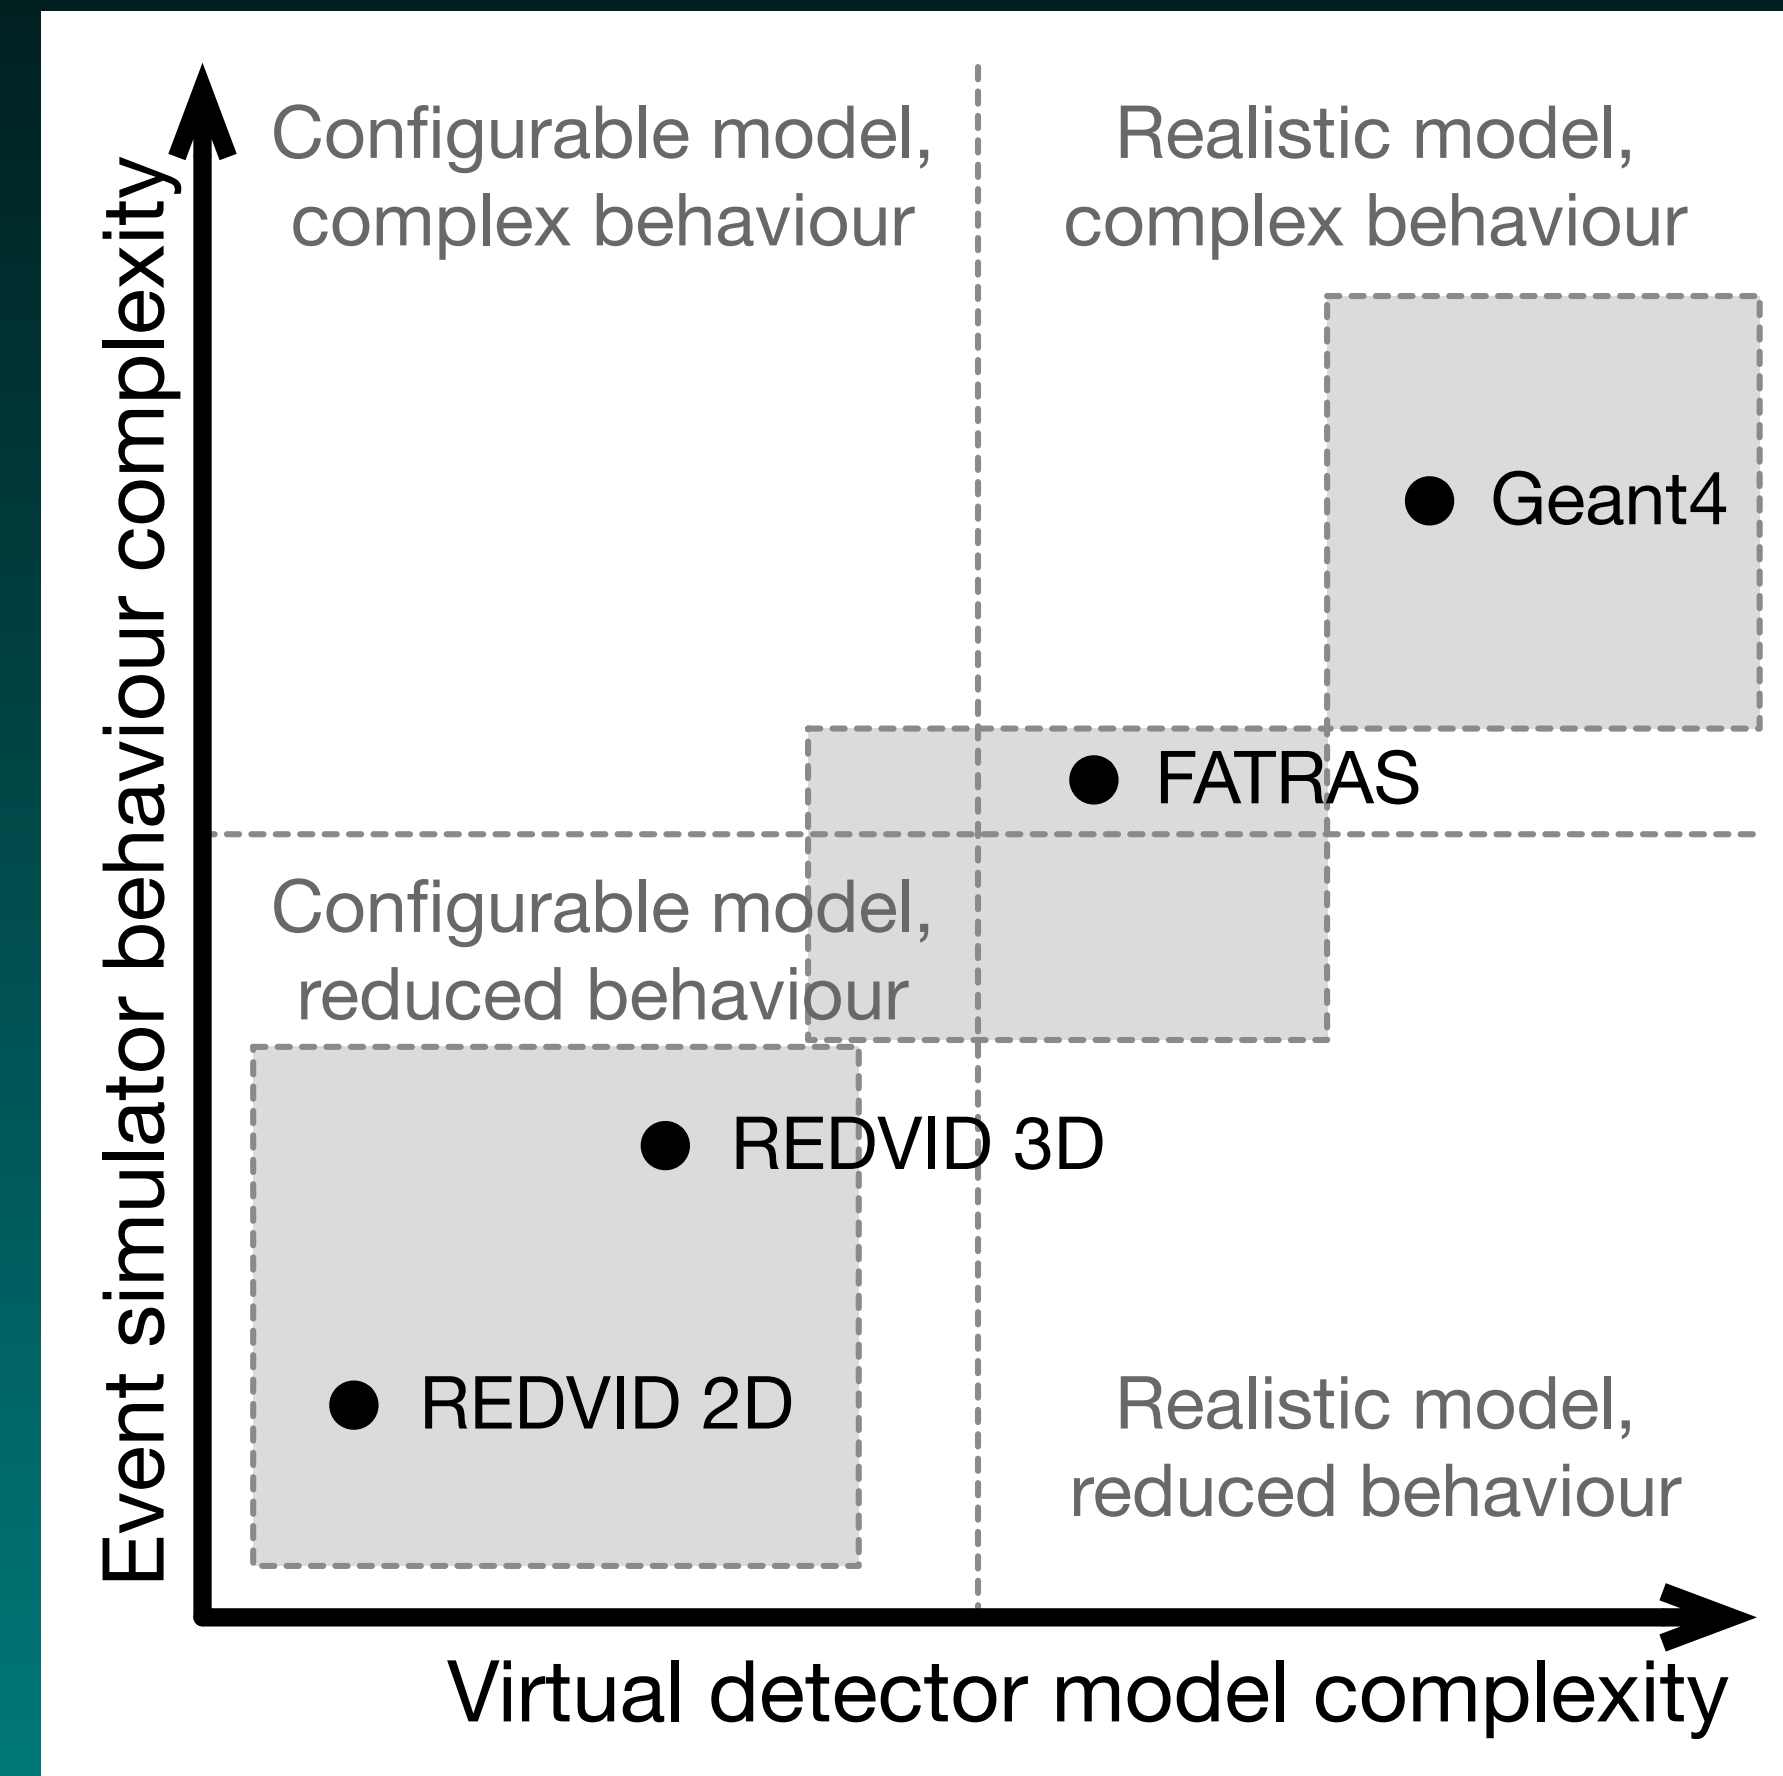 Configurable model,
complex behaviour
Realistic model,
complex behaviour
Geant4
FATRAS
Configurable model,
reduced behaviour
REDVID 3D
REDVID 2D
Realistic model,
reduced behaviour
Event simulator behaviour complexity
Virtual detector model complexity